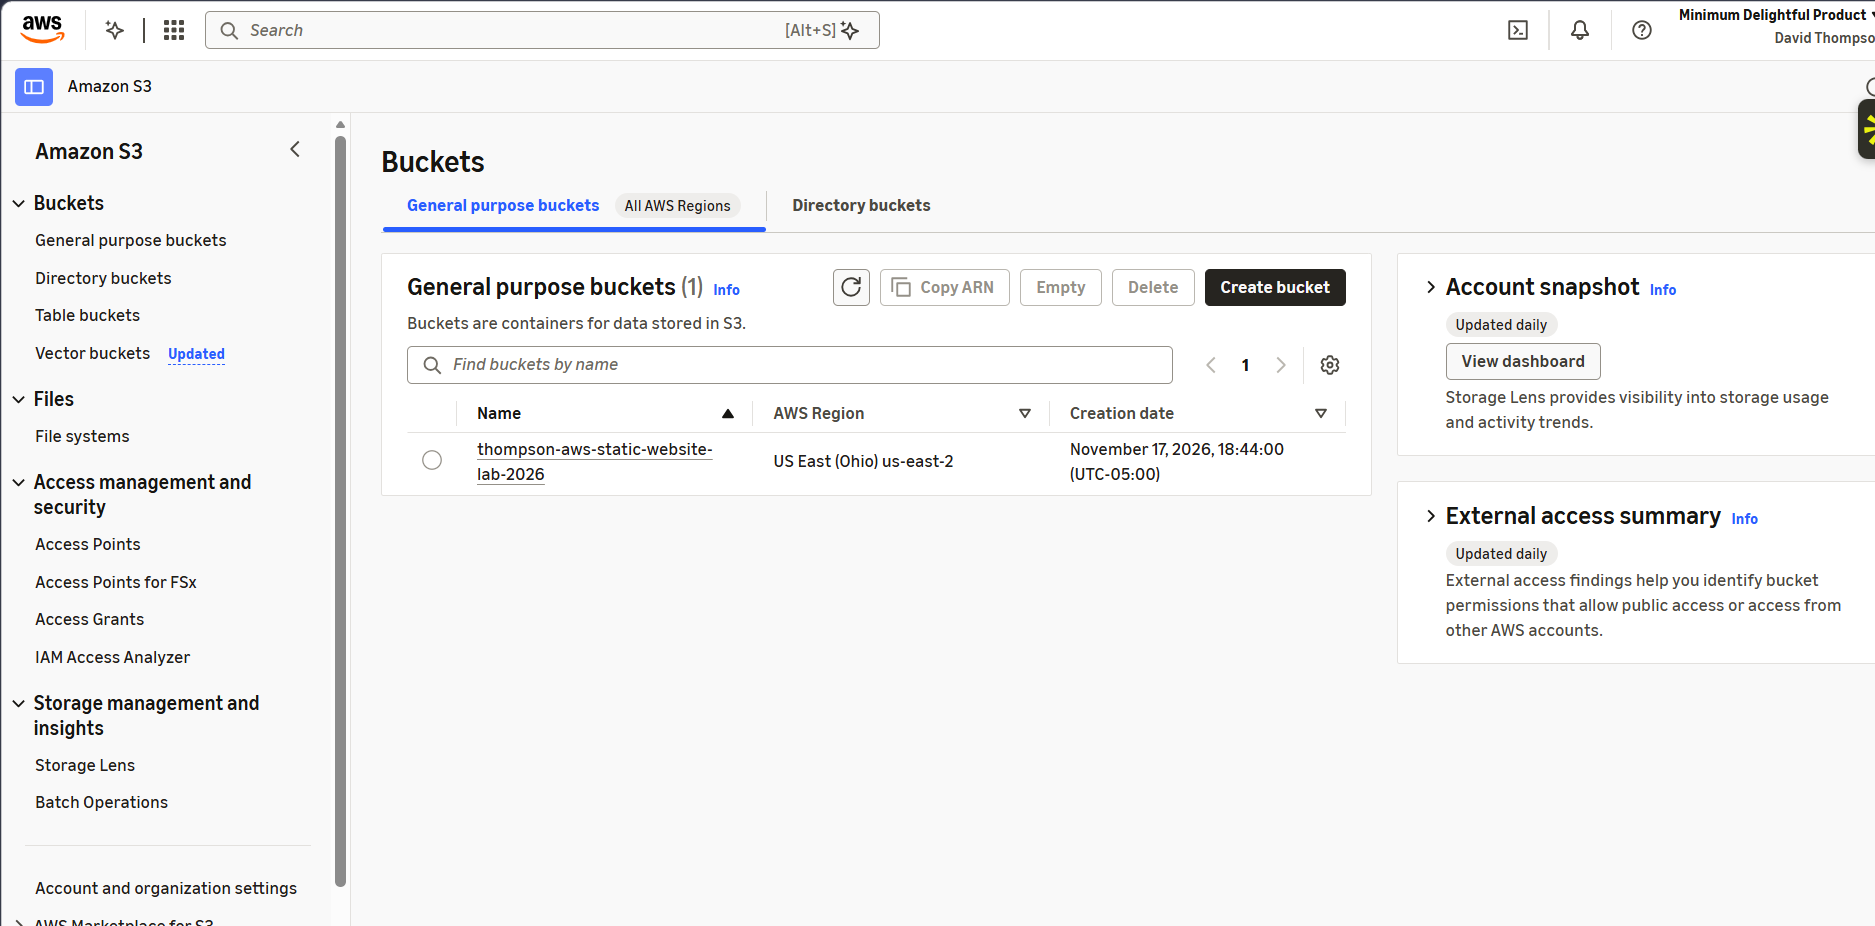 aws
Search
[Alt+S]
Minimum Delightful Product
David Thompso
Amazon S3
Amazon S3
Buckets
General purpose buckets
Directory buckets
Table buckets
Vector buckets Updated
Files
File systems
Access management and
security
Access Points
Access Points for FSx
Access Grants
IAM Access Analyzer
Storage management and
insights
Storage Lens
Batch Operations
Account and organization settings
AWS Marketplace for S3
Buckets
General purpose buckets All AWS Regions Directory buckets
General purpose buckets (1) Info
Copy ARN Empty Delete Create bucket
Buckets are containers for data stored in S3.
Find buckets by name
1
Name AWS Region Creation date
thompson-aws-static-website-
lab-2026
US East (Ohio) us-east-2
November 17, 2026, 18:44:00
(UTC-05:00)
Account snapshot Info
Updated daily
View dashboard
Storage Lens provides visibility into storage usage
and activity trends.
External access summary Info
Updated daily
External access findings help you identify bucket
permissions that allow public access or access from
other AWS accounts.